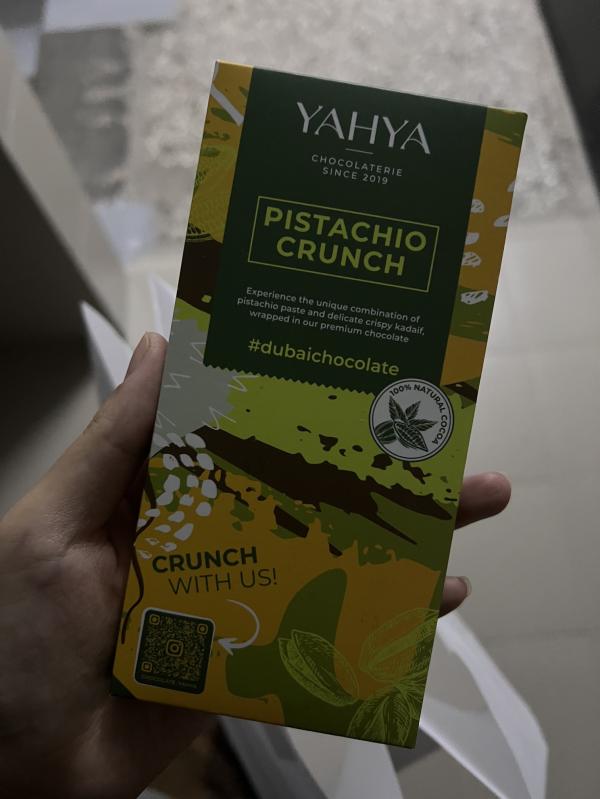 YAHYA
CHOCOLATERIE
SINCE 2019
PISTACHIO
CRUNCH
Experience the unique combination of
pistachio paste and delicate crispy kadaif,
wrapped in our premium chocolate
#dubaichocolate
100% NATURAL COCOA
CRUNCH
WITH US!